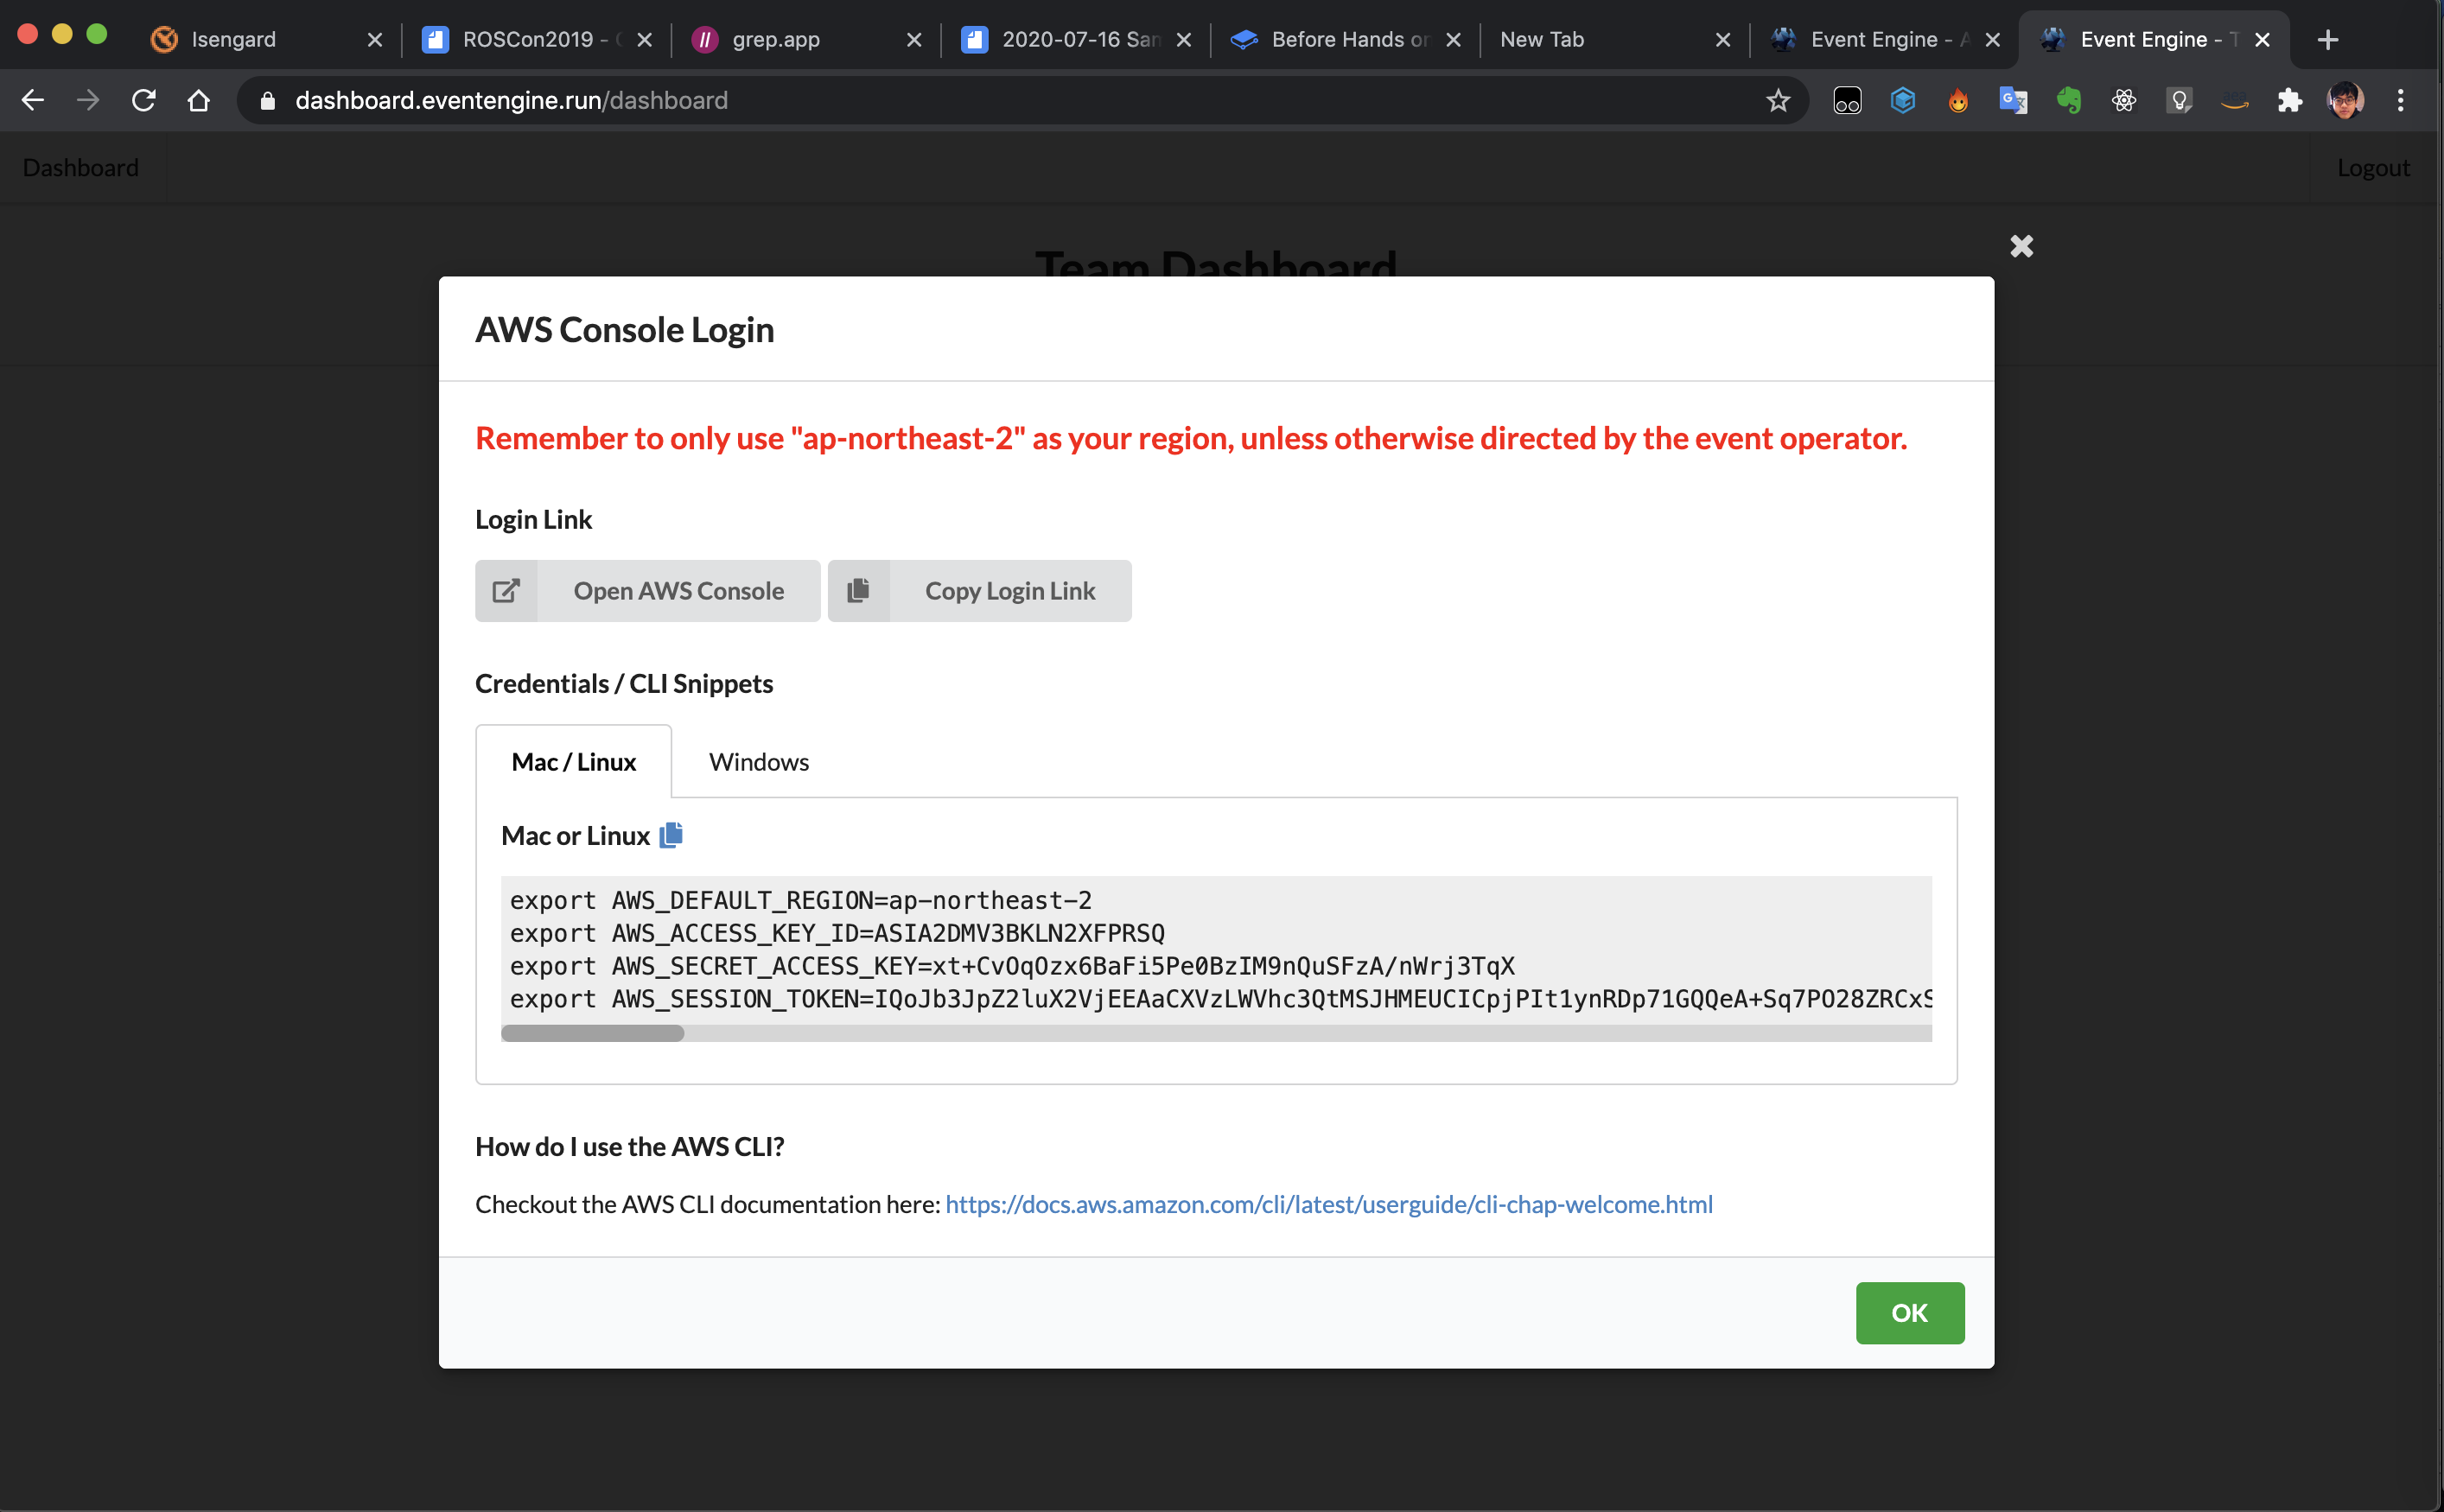 Isengard
ROSCon2019 -
grep.app
2020-07-16 San
Before Hands on
New Tab
Event Engine - A
Event Engine - T
dashboard.eventengine.run/dashboard
Dashboard
Logout
Team Dashboard
AWS Console Login
Remember to only use "ap-northeast-2" as your region, unless otherwise directed by the event operator.
Login Link
Open AWS Console
Copy Login Link
Credentials / CLI Snippets
Mac / Linux
Windows
Mac or Linux
export AWS_DEFAULT_REGION=ap-northeast-2
export AWS_ACCESS_KEY_ID=ASIA2DMV3BKLN2XFPRSQ
export AWS_SECRET_ACCESS_KEY=xt+CvOqOzx6BaFi5Pe0BzIM9nQuSFzA/nWrj3TqX
export AWS_SESSION_TOKEN=IQoJb3JpZ2luX2VjEEAaCXVzLWVhc3QtMSJHMEUCICpjPIt1ynRDp71GQQeA+Sq7PO28ZRCxS
How do I use the AWS CLI?
Checkout the AWS CLI documentation here: https://docs.aws.amazon.com/cli/latest/userguide/cli-chap-welcome.html
OK